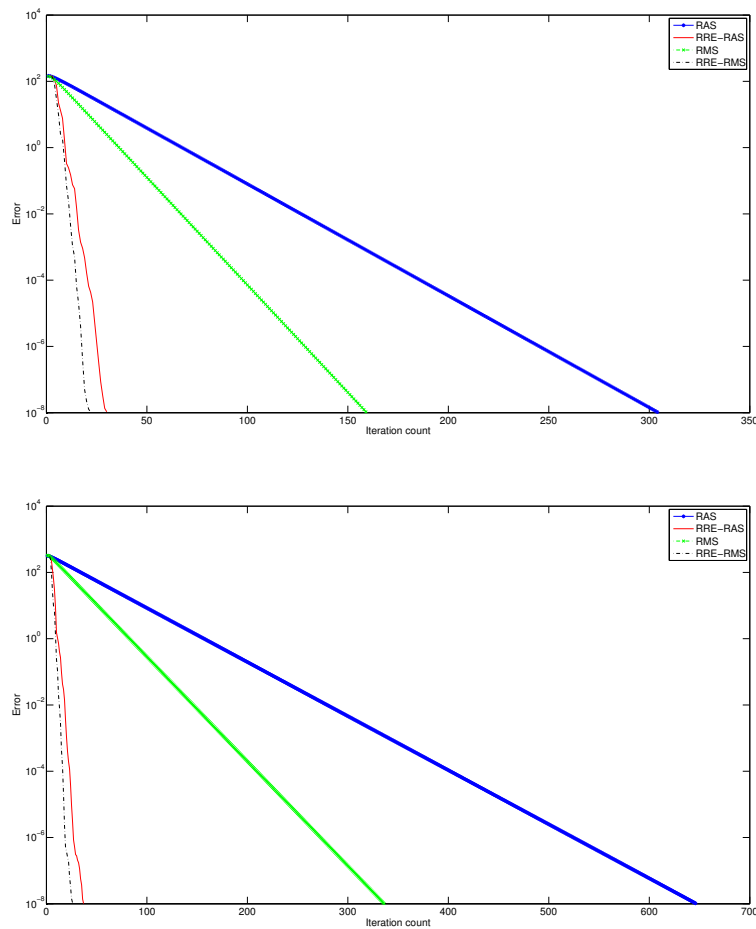 10^4
10^2
10^0
10^-2
10^-4
10^-6
10^-8
Error
0 50 100 150 200 250 300 350
Iteration count
RAS
RRE-RAS
RMS
RRE-RMS
10^4
10^2
10^0
10^-2
10^-4
10^-6
10^-8
Error
0 100 200 300 400 500 600 700
Iteration count
RAS
RRE-RAS
RMS
RRE-RMS